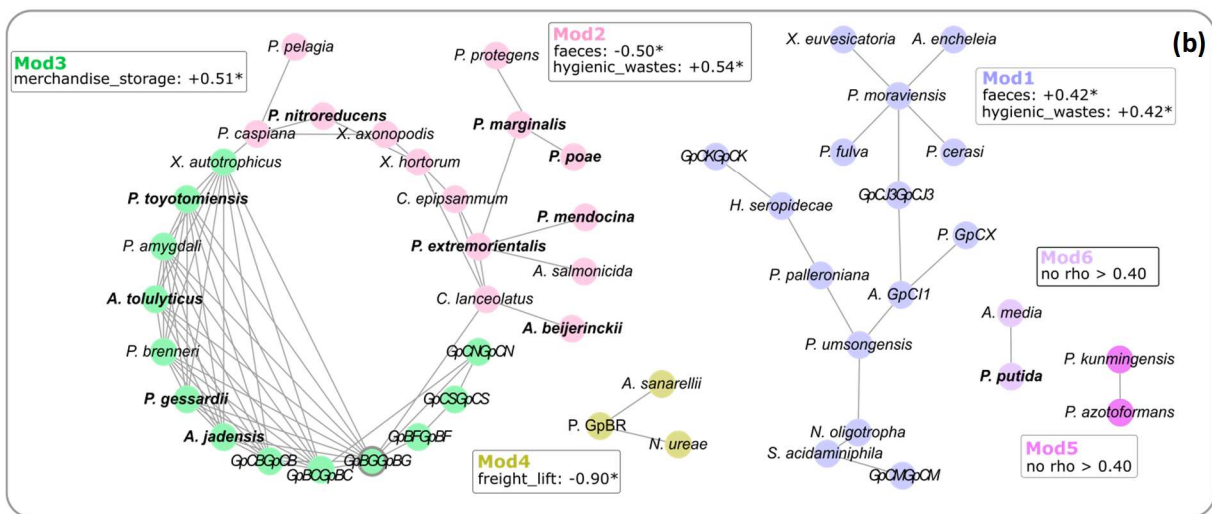 (b)
Mod3
merchandise_storage: +0.51*
Mod2
faeces: -0.50*
hygienic_wastes: +0.54*
Mod1
faeces: +0.42*
hygienic_wastes: +0.42*
P. pelagia
P. nitroreducens
P. caspiana
X. axonopodis
X. autotrophicus
X. hortorum
P. toyotomiensis
C. epipsammum
P. amygdali
P. extremorientalis
A. tolulyticus
C. lanceolatus
P. brenneri
GpCNGpCN
P. gessardii
GpCSGpCS
A. jadensis
GpBFGpBF
GpCBGpCB
GpBCGpBC
GpBGGpBG
P. protegens
P. marginalis
P. poae
P. mendocina
A. salmonicida
A. beijerinckii
A. sanarellii
P. GpBR
N. ureae
Mod4
freight_lift: -0.90*
X. euvesicatoria
A. encheleia
P. moraviensis
P. fulva
P. cerasi
GpCKGpCK
GpCJ3GpCJ3
H. seropidecae
P. GpCX
P. palleroniana
A. GpCI1
P. umsongensis
N. oligotropha
S. acidaminiphila
GpCMGpCM
Mod6
no rho > 0.40
A. media
P. putida
P. kunmingensis
P. azotoformans
Mod5
no rho > 0.40